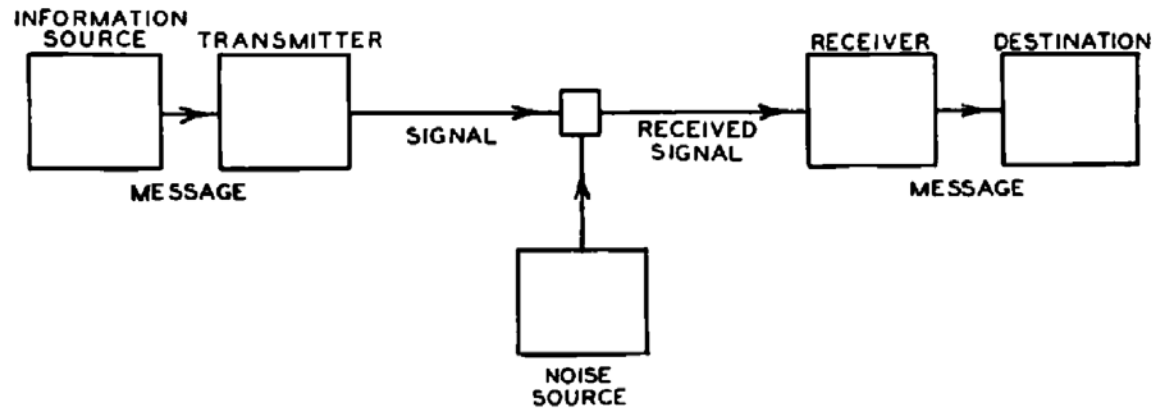 INFORMATION
SOURCE
TRANSMITTER
RECEIVER
DESTINATION
SIGNAL
RECEIVED
SIGNAL
MESSAGE
MESSAGE
NOISE
SOURCE